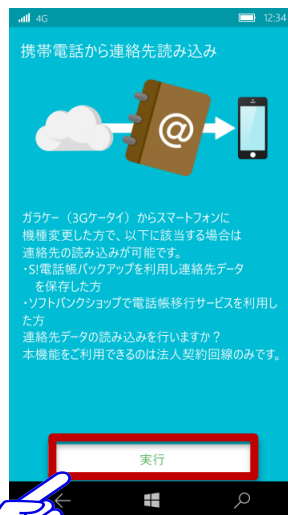 4G 12:34
携帯電話から連絡先読み込み
@
ガラケー（3Gケータイ）からスマートフォンに
機種変更した方で、以下に該当する場合は
連絡先の読み込みが可能です。
・S!電話帳バックアップを利用し連絡先データ
を保存した方
・ソフトバンクショップで電話帳移行サービスを利用し
た方
連絡先データの読み込みを行いますか？
本機能をご利用できるのは法人契約回線のみです。
実行